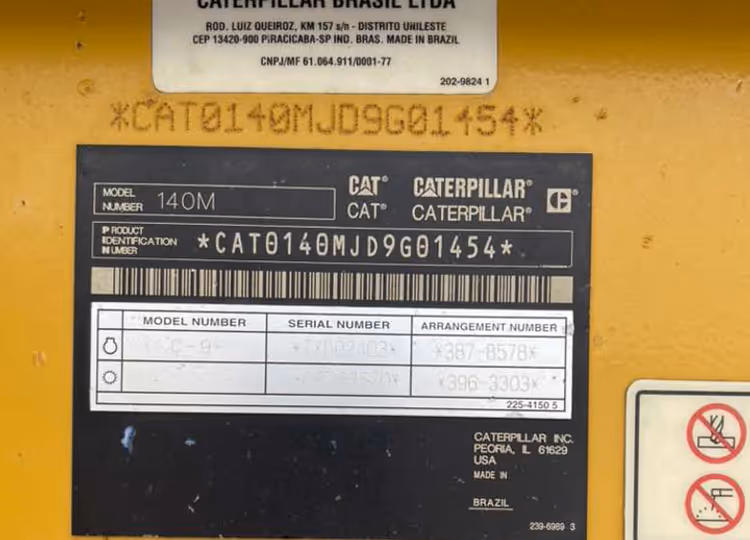 CATERPILLAR BRASIL LTDA
ROD. LUIZ QUEIROZ, KM 157 s/n - DISTRITO UNILESTE
CEP 13420-900 PIRACICABA-SP IND. BRAS. MADE IN BRAZIL
CNPJ/MF 61.064.911/0001-77
202-9824 1
*CAT0140MJD9G01454*
MODEL NUMBER 140M
CAT® CATERPILLAR®
CAT® CATERPILLAR®
PRODUCT IDENTIFICATION NUMBER *CAT0140MJD9G01454*
MODEL NUMBER SERIAL NUMBER ARRANGEMENT NUMBER
C-9* *387-8578*
*396-3303*
225-4150 5
CATERPILLAR INC.
PEORIA, IL 61629
USA
MADE IN
BRAZIL
239-6989 3